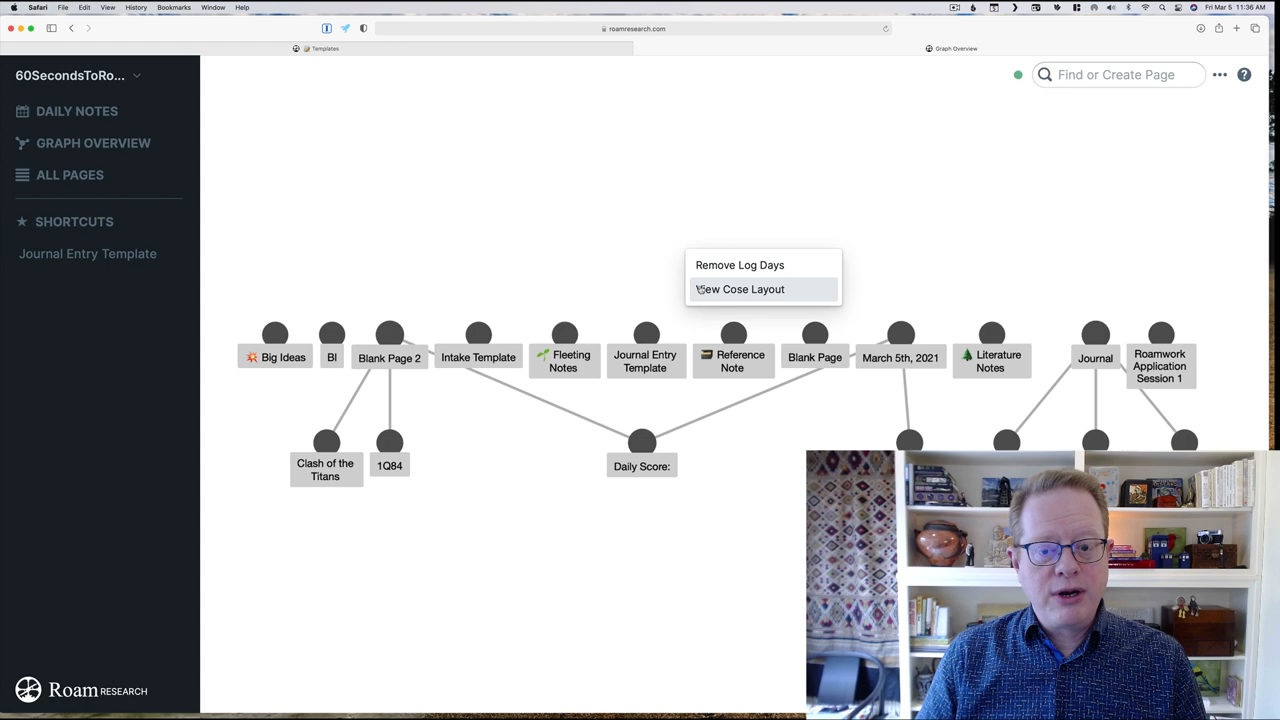 Safari File Edit View History Bookmarks Window Help
Fri Mar 5 11:36 AM
roamresearch.com
Templates
Graph Overview
60SecondsToRo...
Find or Create Page
DAILY NOTES
GRAPH OVERVIEW
ALL PAGES
SHORTCUTS
Journal Entry Template
Remove Log Days
View Cose Layout
💥 Big Ideas
BI
Blank Page 2
Intake Template
🌱 Fleeting
Notes
Journal Entry
Template
Reference
Note
Blank Page
March 5th, 2021
🌲 Literature
Notes
Journal
Roamwork
Application
Session 1
Clash of the
Titans
1Q84
Daily Score:
Roam RESEARCH